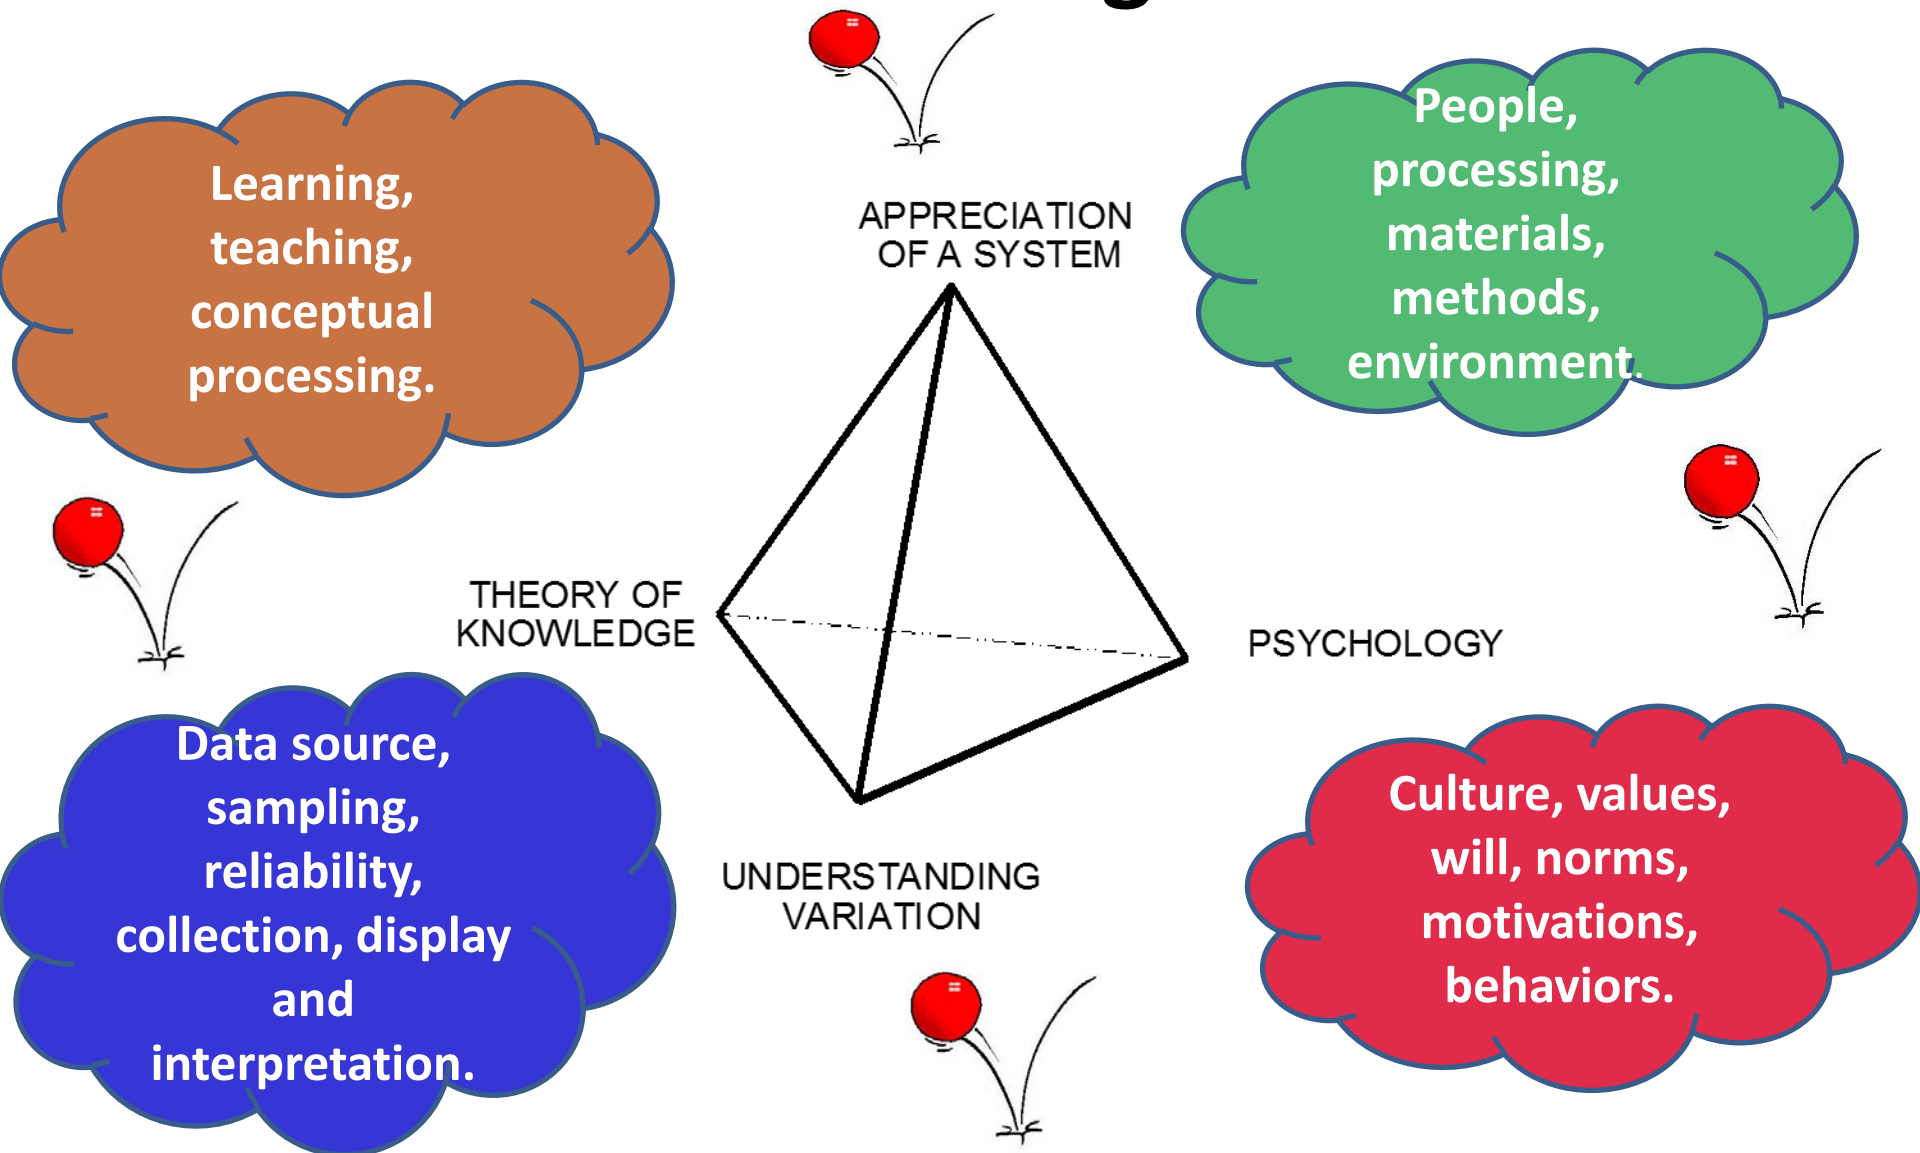 Learning,
teaching,
conceptual
processing.
People,
processing,
materials,
methods,
environment.
APPRECIATION
OF A SYSTEM
THEORY OF
KNOWLEDGE
PSYCHOLOGY
Data source,
sampling,
reliability,
collection, display
and
interpretation.
UNDERSTANDING
VARIATION
Culture, values,
will, norms,
motivations,
behaviors.